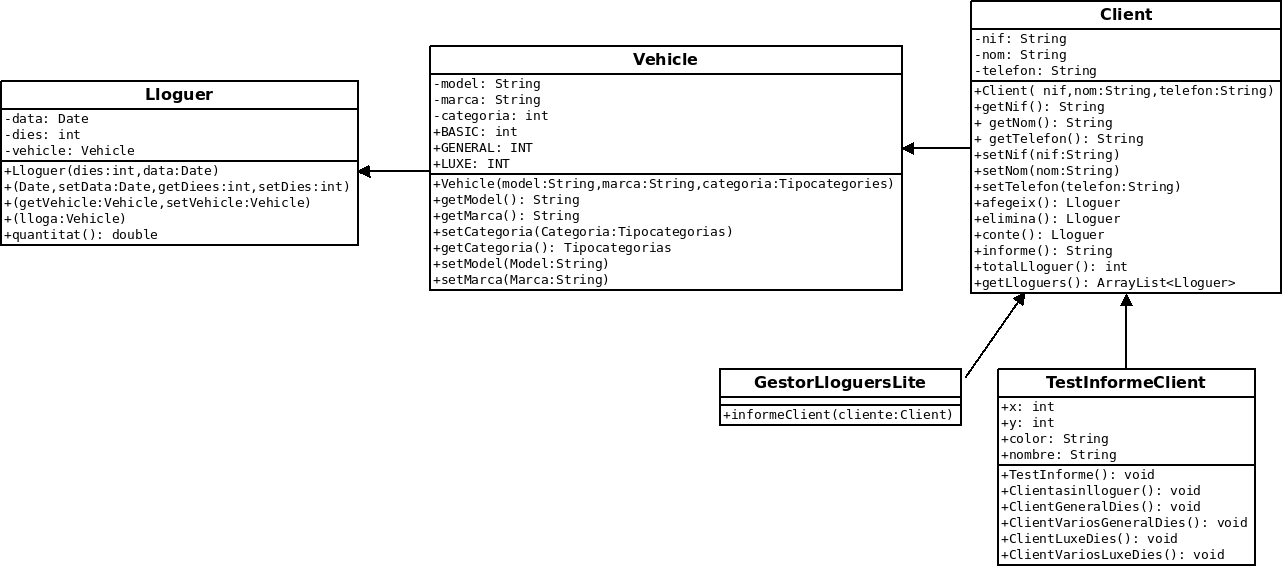 Lloguer
-data: Date
-dies: int
-vehicle: Vehicle
+Lloguer(dies:int,data:Date)
+(Date,setData:Date,getDiees:int,setDies:int)
+(getVehicle:Vehicle,setVehicle:Vehicle)
+(lloga:Vehicle)
+quantitat(): double
Vehicle
-model: String
-marca: String
-categoria: int
+BASIC: int
+GENERAL: INT
+LUXE: INT
+Vehicle(model:String,marca:String,categoria:Tipocategories)
+getModel(): String
+getMarca(): String
+setCategoria(Categoria:Tipocategorias)
+getCategoria(): Tipocategorias
+setModel(Model:String)
+setMarca(Marca:String)
Client
-nif: String
-nom: String
-telefon: String
+Client( nif,nom:String,telefon:String)
+getNif(): String
+ getNom(): String
+ getTelefon(): String
+setNif(nif:String)
+setNom(nom:String)
+setTelefon(telefon:String)
+afegeix(): Lloguer
+elimina(): Lloguer
+conte(): Lloguer
+informe(): String
+totalLloguer(): int
+getLloguers(): ArrayList<Lloguer>
GestorLloguersLite
+informeClient(cliente:Client)
TestInformeClient
+x: int
+y: int
+color: String
+nombre: String
+TestInforme(): void
+Clientasinlloguer(): void
+ClientGeneralDies(): void
+ClientVariosGeneralDies(): void
+ClientLuxeDies(): void
+ClientVariosLuxeDies(): void